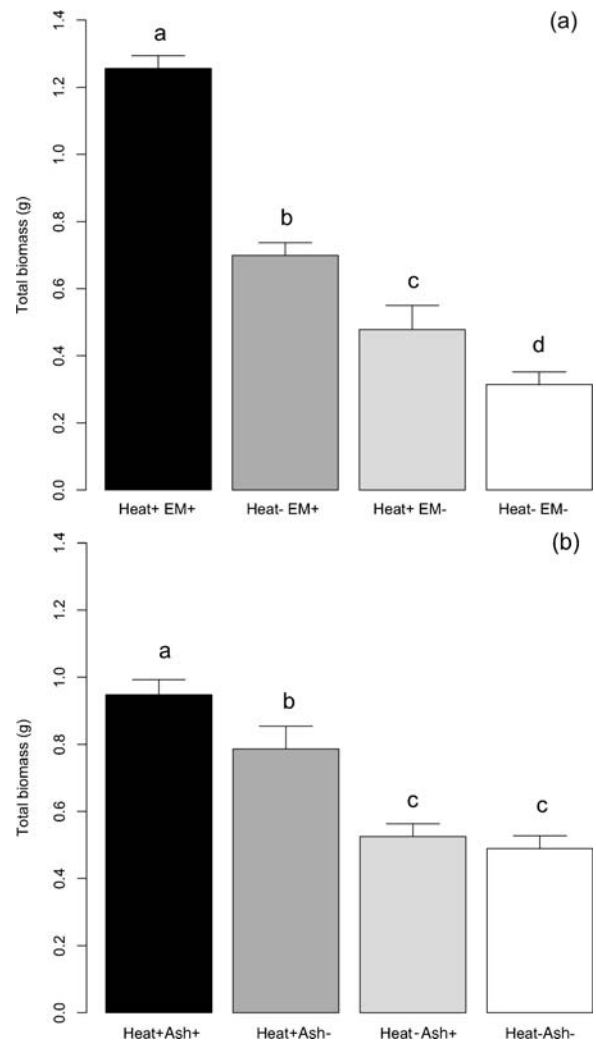 (a)
Total biomass (g)
1.4
1.2
1.0
0.8
0.6
0.4
0.2
0.0
a
b
c
d
Heat+ EM+ Heat- EM+ Heat+ EM- Heat- EM-
(b)
Total biomass (g)
1.4
1.2
1.0
0.8
0.6
0.4
0.2
0.0
a
b
c c
Heat+Ash+ Heat+Ash- Heat-Ash+ Heat-Ash-